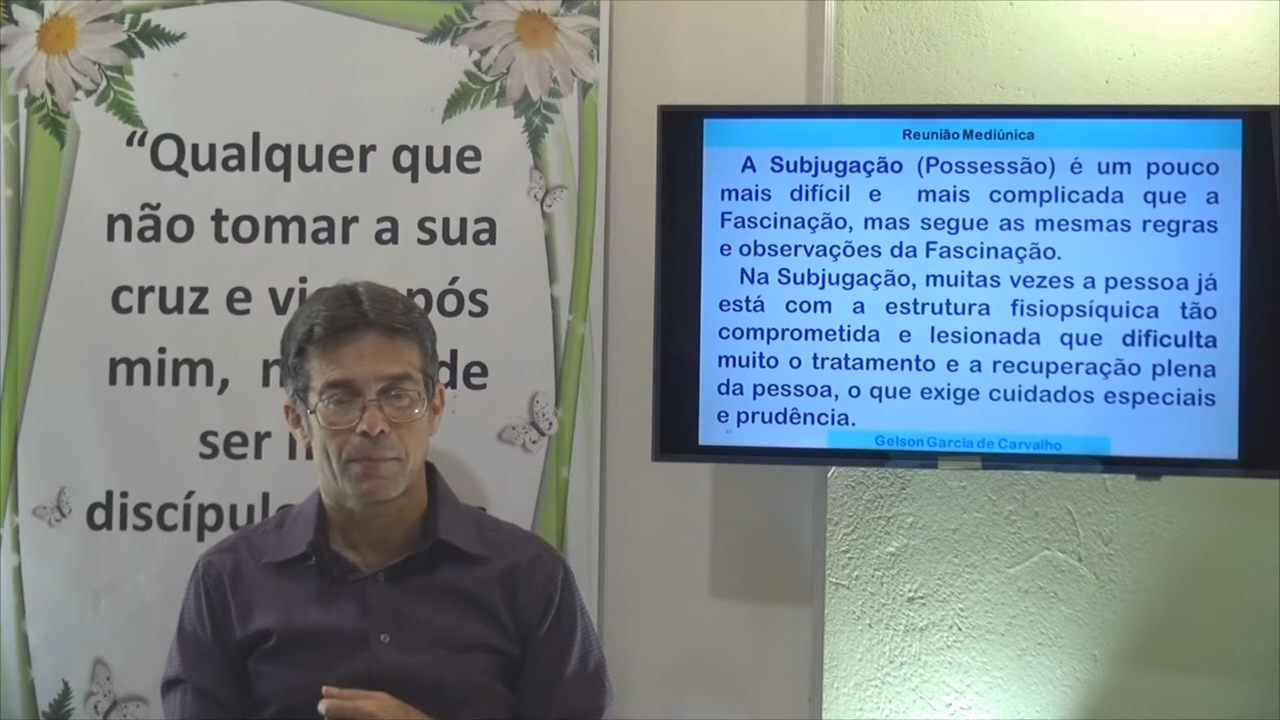 “Qualquer que
não tomar a sua
cruz e pós
mim, de
ser
discípul
Reunião Mediúnica
A Subjugação (Possessão) é um pouco
mais difícil e mais complicada que a
Fascinação, mas segue as mesmas regras
e observações da Fascinação.
Na Subjugação, muitas vezes a pessoa já
está com a estrutura fisiopsíquica tão
comprometida e lesionada que dificulta
muito o tratamento e a recuperação plena
da pessoa, o que exige cuidados especiais
e prudência.
Gelson Garcia de Carvalho